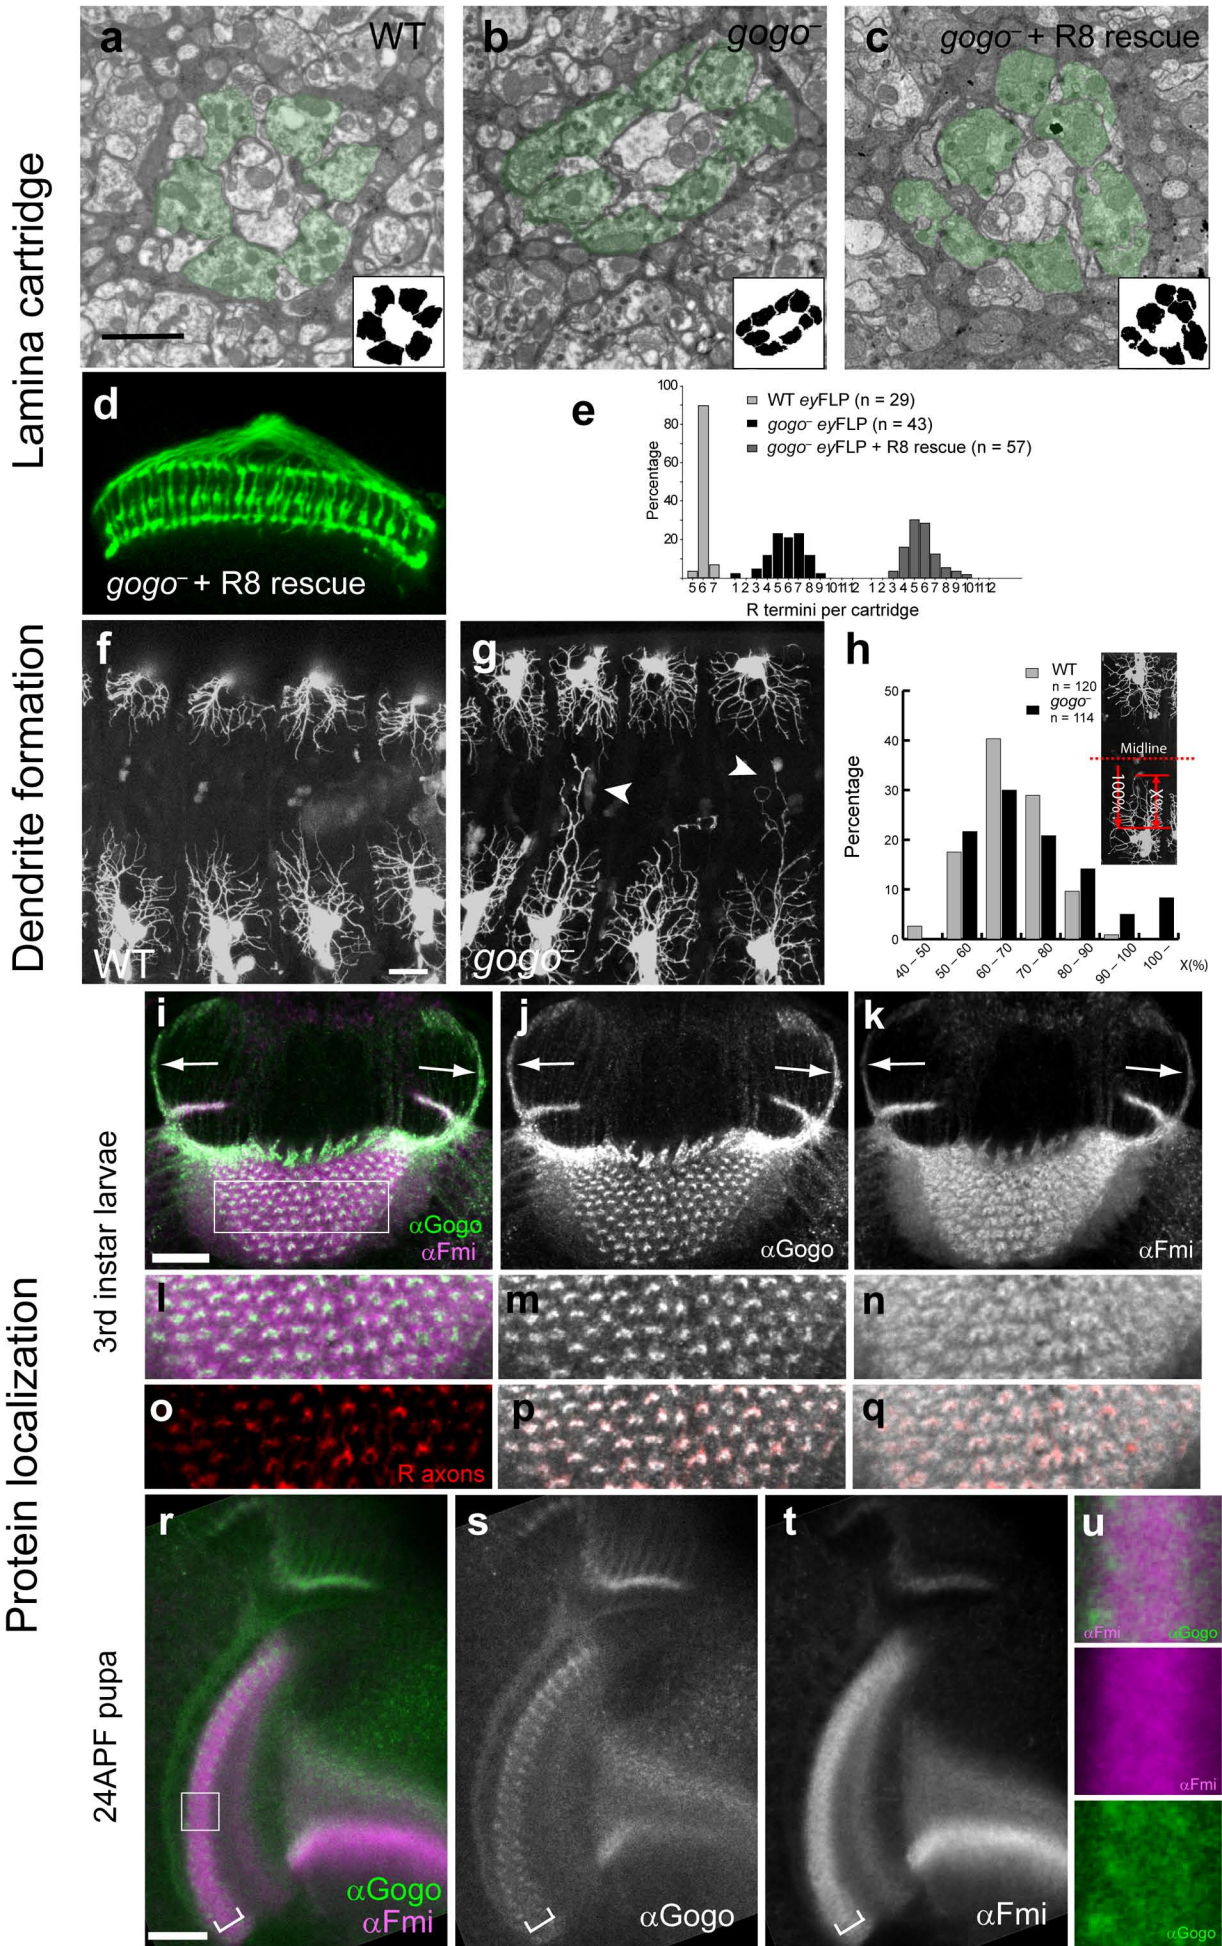 Lamina cartridge
a
WT
b
gogo–
c
gogo– + R8 rescue
d
gogo– + R8 rescue
e
100
80
60
40
20
Percentage
WT eyFLP (n = 29)
gogo– eyFLP (n = 43)
gogo– eyFLP + R8 rescue (n = 57)
5 6 7
1 2 3 4 5 6 7 8 9 10 11 12
1 2 3 4 5 6 7 8 9 10 11 12
R termini per cartridge
Dendrite formation
f
WT
g
gogo–
h
WT
n = 120
gogo–
n = 114
50
40
30
20
10
0
Percentage
40 – 50
50 – 60
60 – 70
70 – 80
80 – 90
90 – 100
100 –
X(%)
Midline
100%
X%
Protein localization
3rd instar larvae
i
αGogo
αFmi
j
αGogo
k
αFmi
l
m
n
o
R axons
p
q
24APF pupa
r
αGogo
αFmi
s
αGogo
t
αFmi
u
αFmi
αGogo
αFmi
αGogo